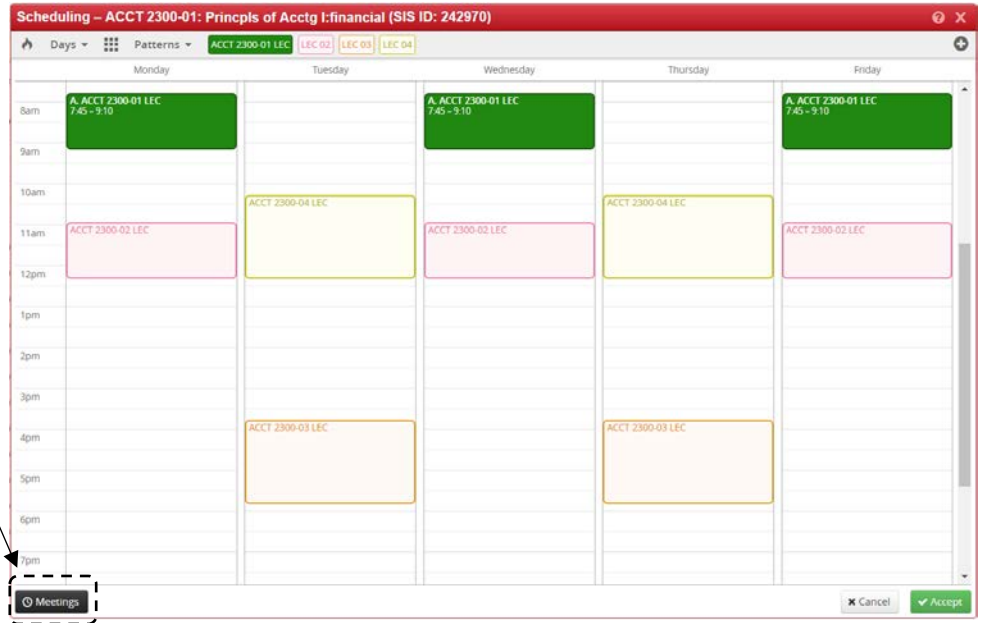 Scheduling – ACCT 2300-01: Princpls of Acctg I:financial (SIS ID: 242970)
Days Patterns ACCT 2300-01 LEC LEC 02 LEC 03 LEC 04
Monday Tuesday Wednesday Thursday Friday
A. ACCT 2300-01 LEC A. ACCT 2300-01 LEC A. ACCT 2300-01 LEC
8am 7:45 – 9:10 7:45 – 9:10 7:45 – 9:10
9am
10am
ACCT 2300-04 LEC ACCT 2300-04 LEC
11am ACCT 2300-02 LEC ACCT 2300-02 LEC ACCT 2300-02 LEC
12pm
1pm
2pm
3pm
ACCT 2300-03 LEC ACCT 2300-03 LEC
4pm
5pm
6pm
7pm
Meetings Cancel Accept